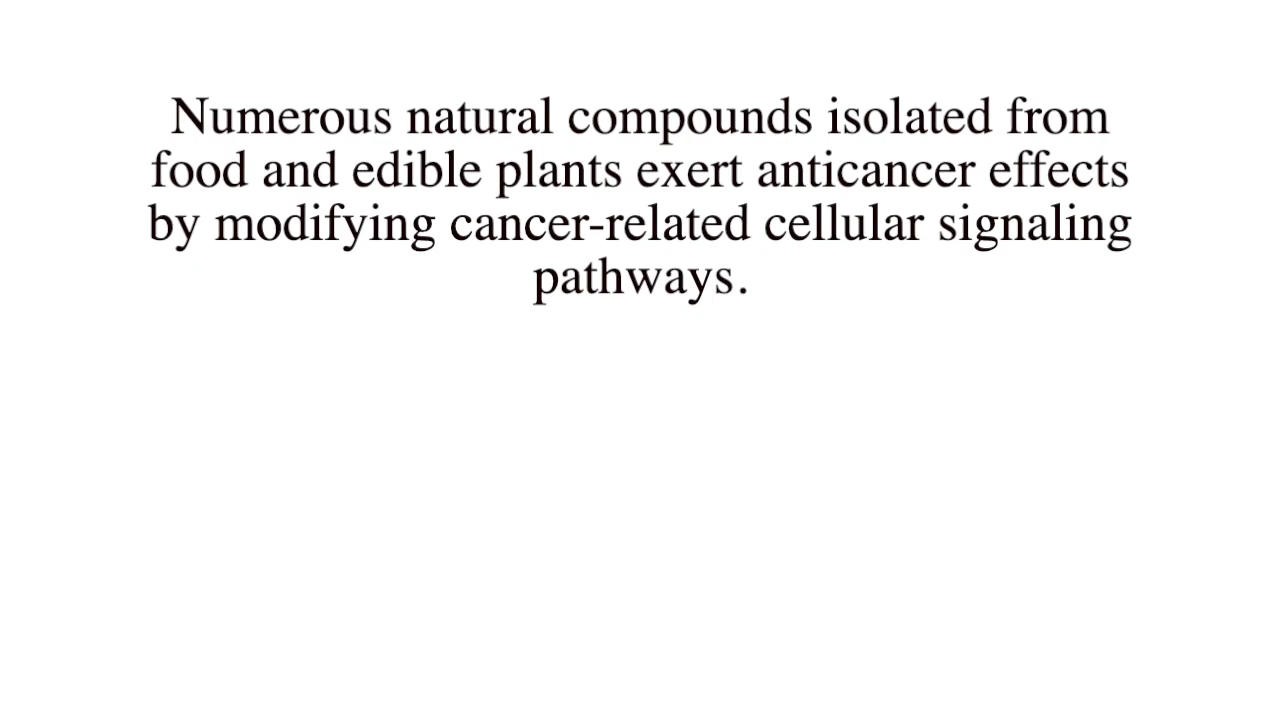 Numerous natural compounds isolated from
food and edible plants exert anticancer effects
by modifying cancer-related cellular signaling
pathways.